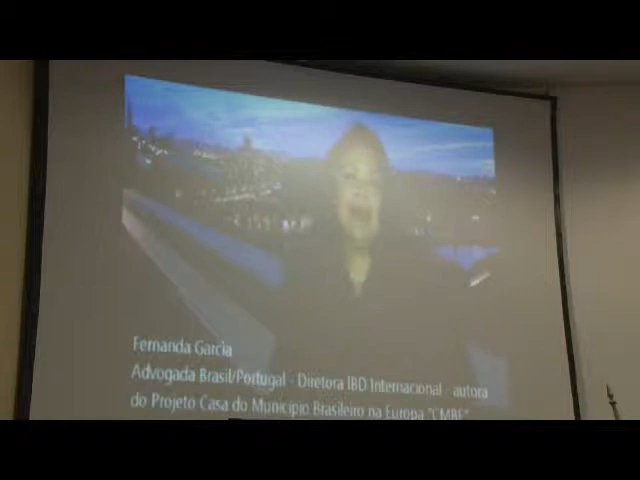 Fernanda Garcia
Advogada Brasil/Portugal - Diretora IBD Internacional - autora
do Projeto Casa do Município Brasileiro na Europa "CMBE"